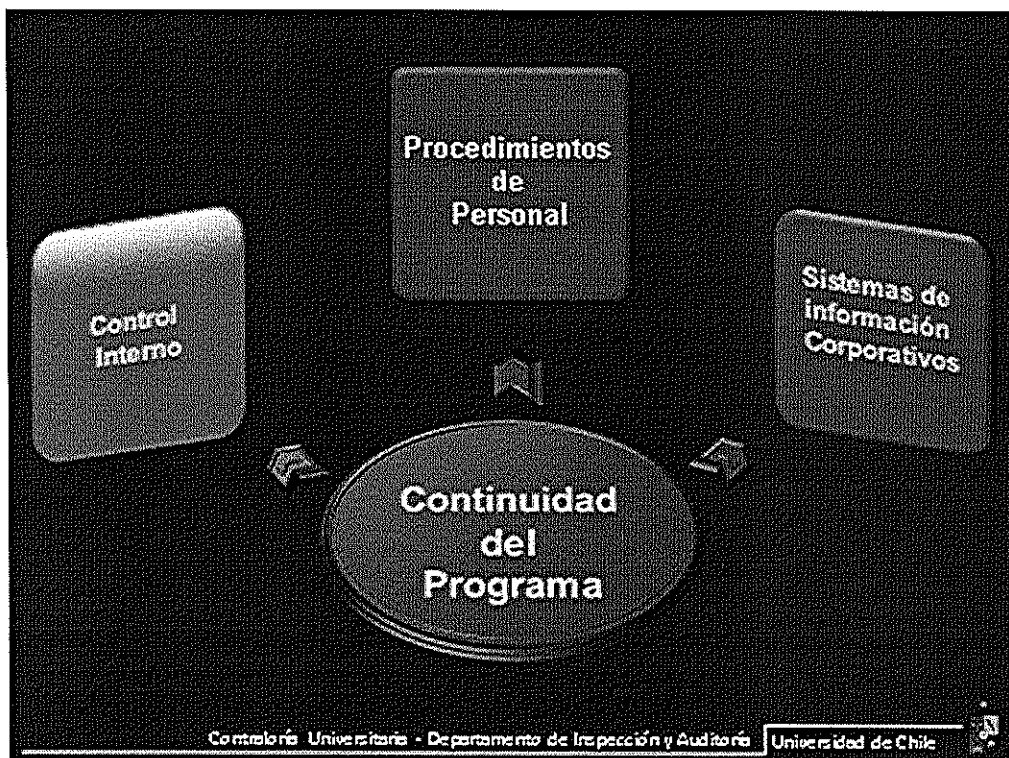 Procedimientos
de
Personal
Control
Interno
Sistemas de
información
Corporativos
Continuidad
del
Programa
Contraloría Universitaria - Departamento de Inspección y Auditoría
Universidad de Chile